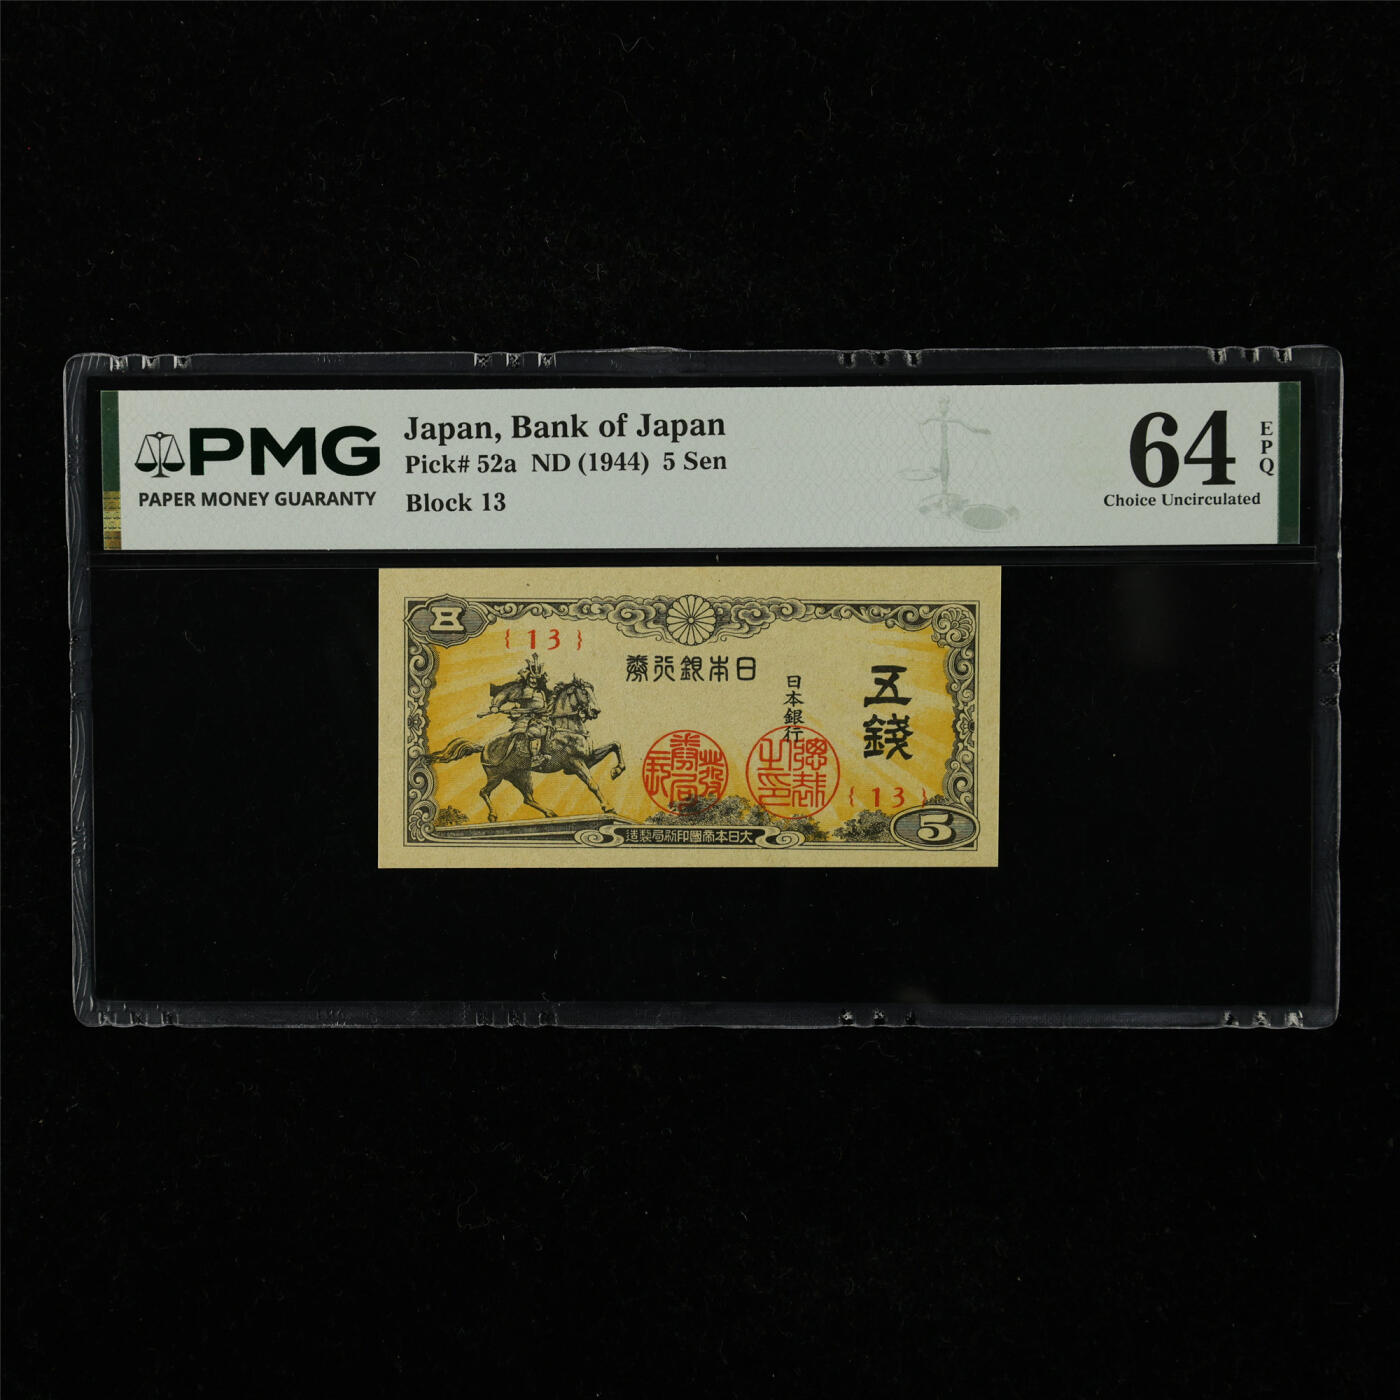 PMG
PAPER MONEY GUARANTY
Japan, Bank of Japan
Pick# 52a ND (1944) 5 Sen
Block 13
64
EPQ
Choice Uncirculated
五
{13}
券行銀本日
日本銀行
五錢
{13}
5
造製局刷印國帝本日大